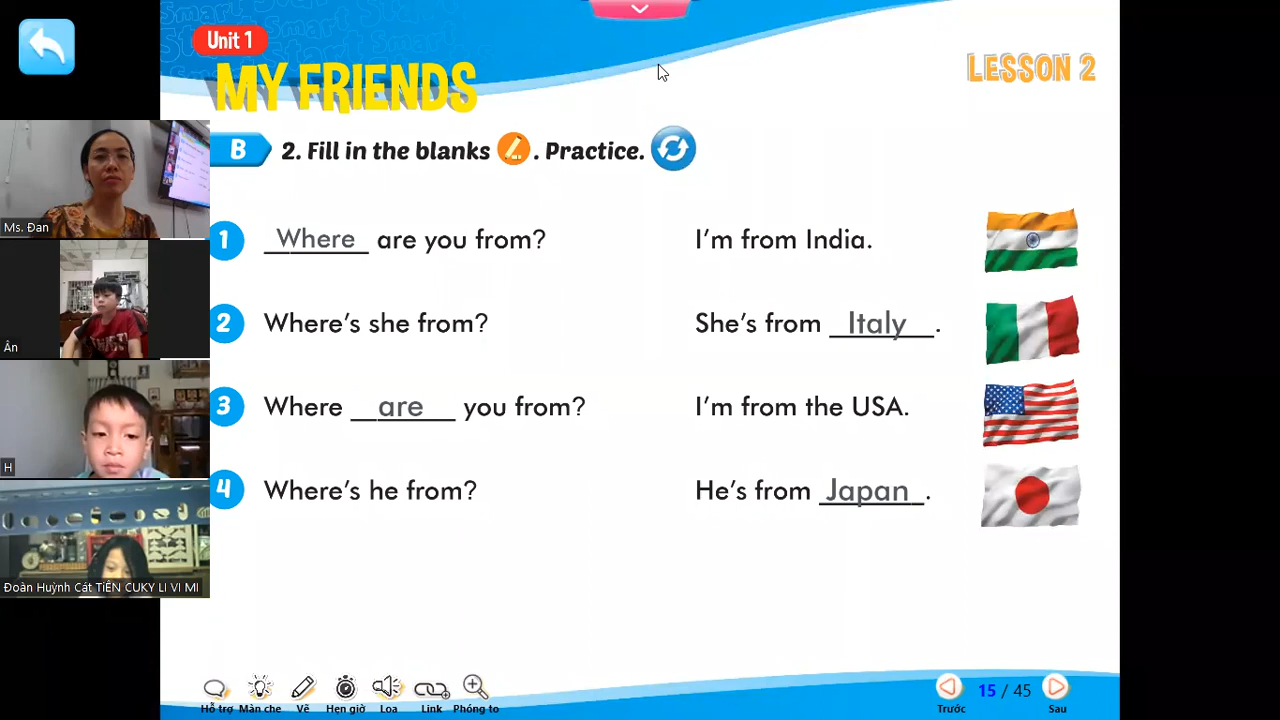 Unit 1
MY FRIENDS
LESSON 2
B 2. Fill in the blanks . Practice.
1 Where are you from? I'm from India.
2 Where's she from? She's from Italy.
3 Where are you from? I'm from the USA.
4 Where's he from? He's from Japan.
Ms. Đan
Ân
H
Đoàn Huỳnh Cát TiÊN CUKY LI VI MI
Hỗ trợ Màn che Vẽ Hẹn giờ Loa Link Phóng to
Trước 15 / 45 Sau